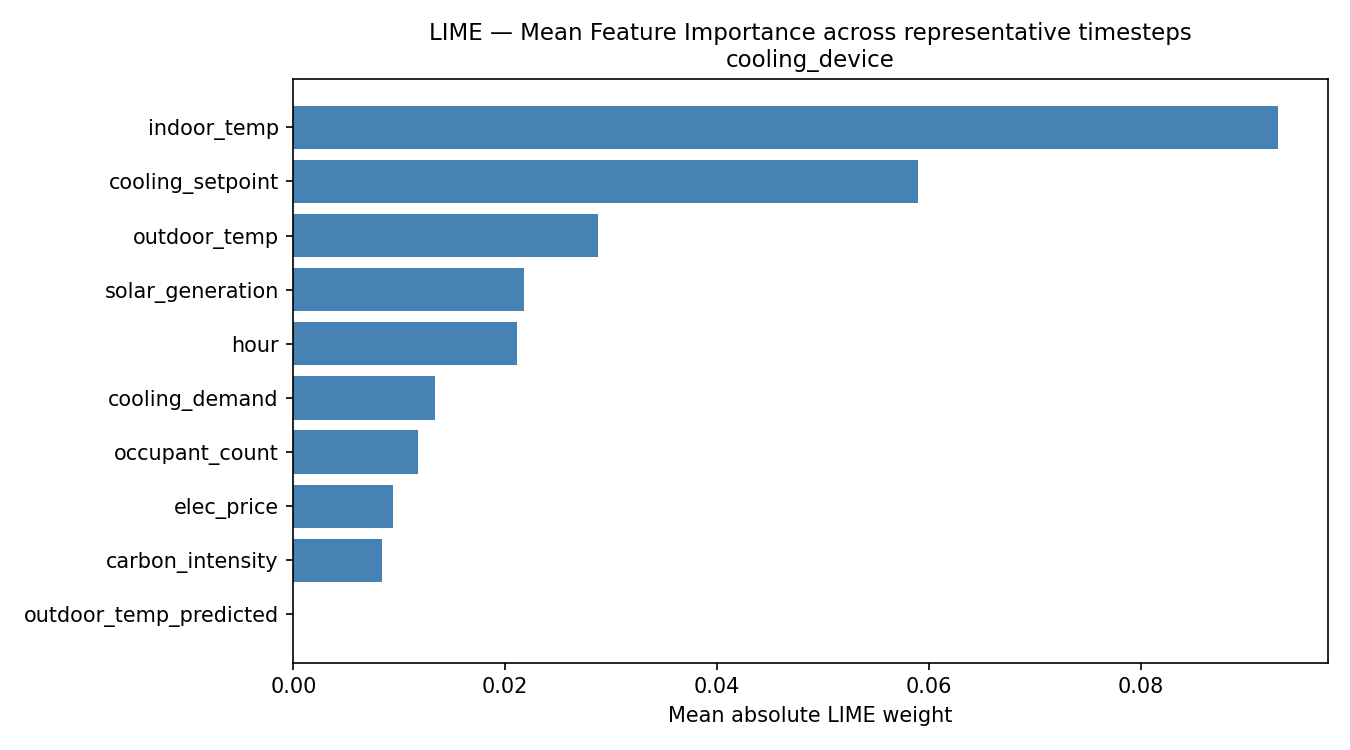 LIME — Mean Feature Importance across representative timesteps
cooling_device
indoor_temp
cooling_setpoint
outdoor_temp
solar_generation
hour
cooling_demand
occupant_count
elec_price
carbon_intensity
outdoor_temp_predicted
0.00 0.02 0.04 0.06 0.08
Mean absolute LIME weight